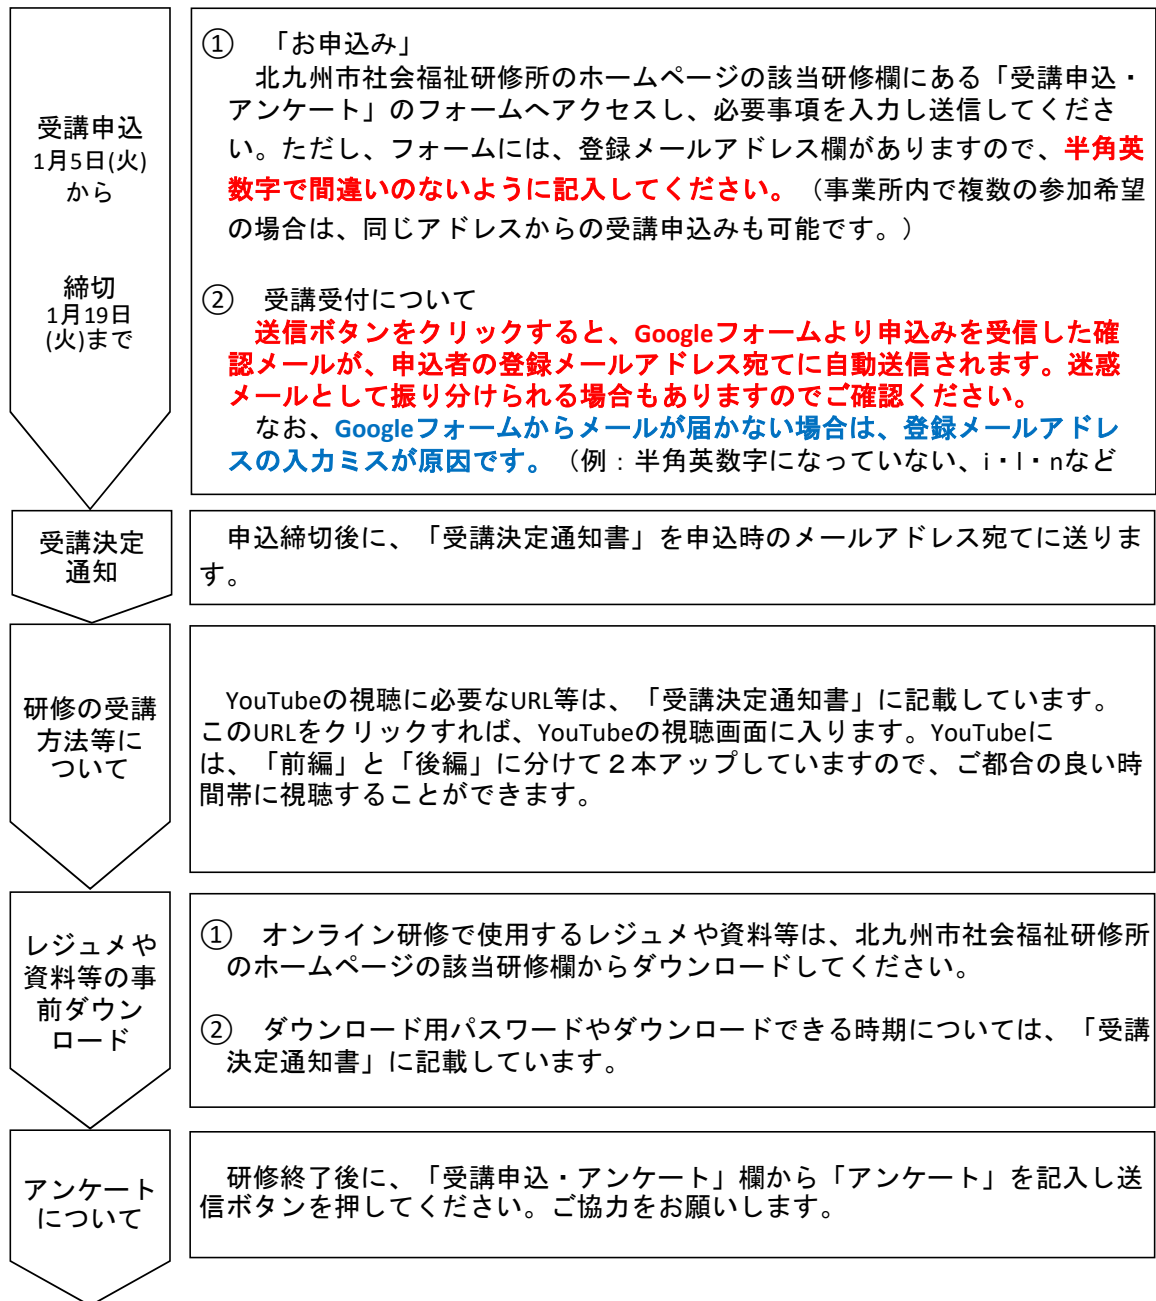 受講申込
1月5日(火)
から
締切
1月19日
(火)まで
① 「お申込み」
北九州市社会福祉研修所のホームページの該当研修欄にある「受講申込・
アンケート」のフォームへアクセスし、必要事項を入力し送信してくださ
い。ただし、フォームには、登録メールアドレス欄がありますので、半角英
数字で間違いのないように記入してください。（事業所内で複数の参加希望
の場合は、同じアドレスからの受講申込みも可能です。）
② 受講受付について
送信ボタンをクリックすると、Googleフォームより申込みを受信した確
認メールが、申込者の登録メールアドレス宛てに自動送信されます。迷惑
メールとして振り分けられる場合もありますのでご確認ください。
なお、Googleフォームからメールが届かない場合は、登録メールアドレ
スの入力ミスが原因です。（例：半角英数字になっていない、i・l・nなど
受講決定
通知
申込締切後に、「受講決定通知書」を申込時のメールアドレス宛てに送りま
す。
研修の受講
方法等に
ついて
YouTubeの視聴に必要なURL等は、「受講決定通知書」に記載しています。
このURLをクリックすれば、YouTubeの視聴画面に入ります。YouTubeに
は、「前編」と「後編」に分けて２本アップしていますので、ご都合の良い時
間帯に視聴することができます。
レジュメや
資料等の事
前ダウン
ロード
① オンライン研修で使用するレジュメや資料等は、北九州市社会福祉研修所
のホームページの該当研修欄からダウンロードしてください。
② ダウンロード用パスワードやダウンロードできる時期については、「受講
決定通知書」に記載しています。
アンケート
について
研修終了後に、「受講申込・アンケート」欄から「アンケート」を記入し送
信ボタンを押してください。ご協力をお願いします。